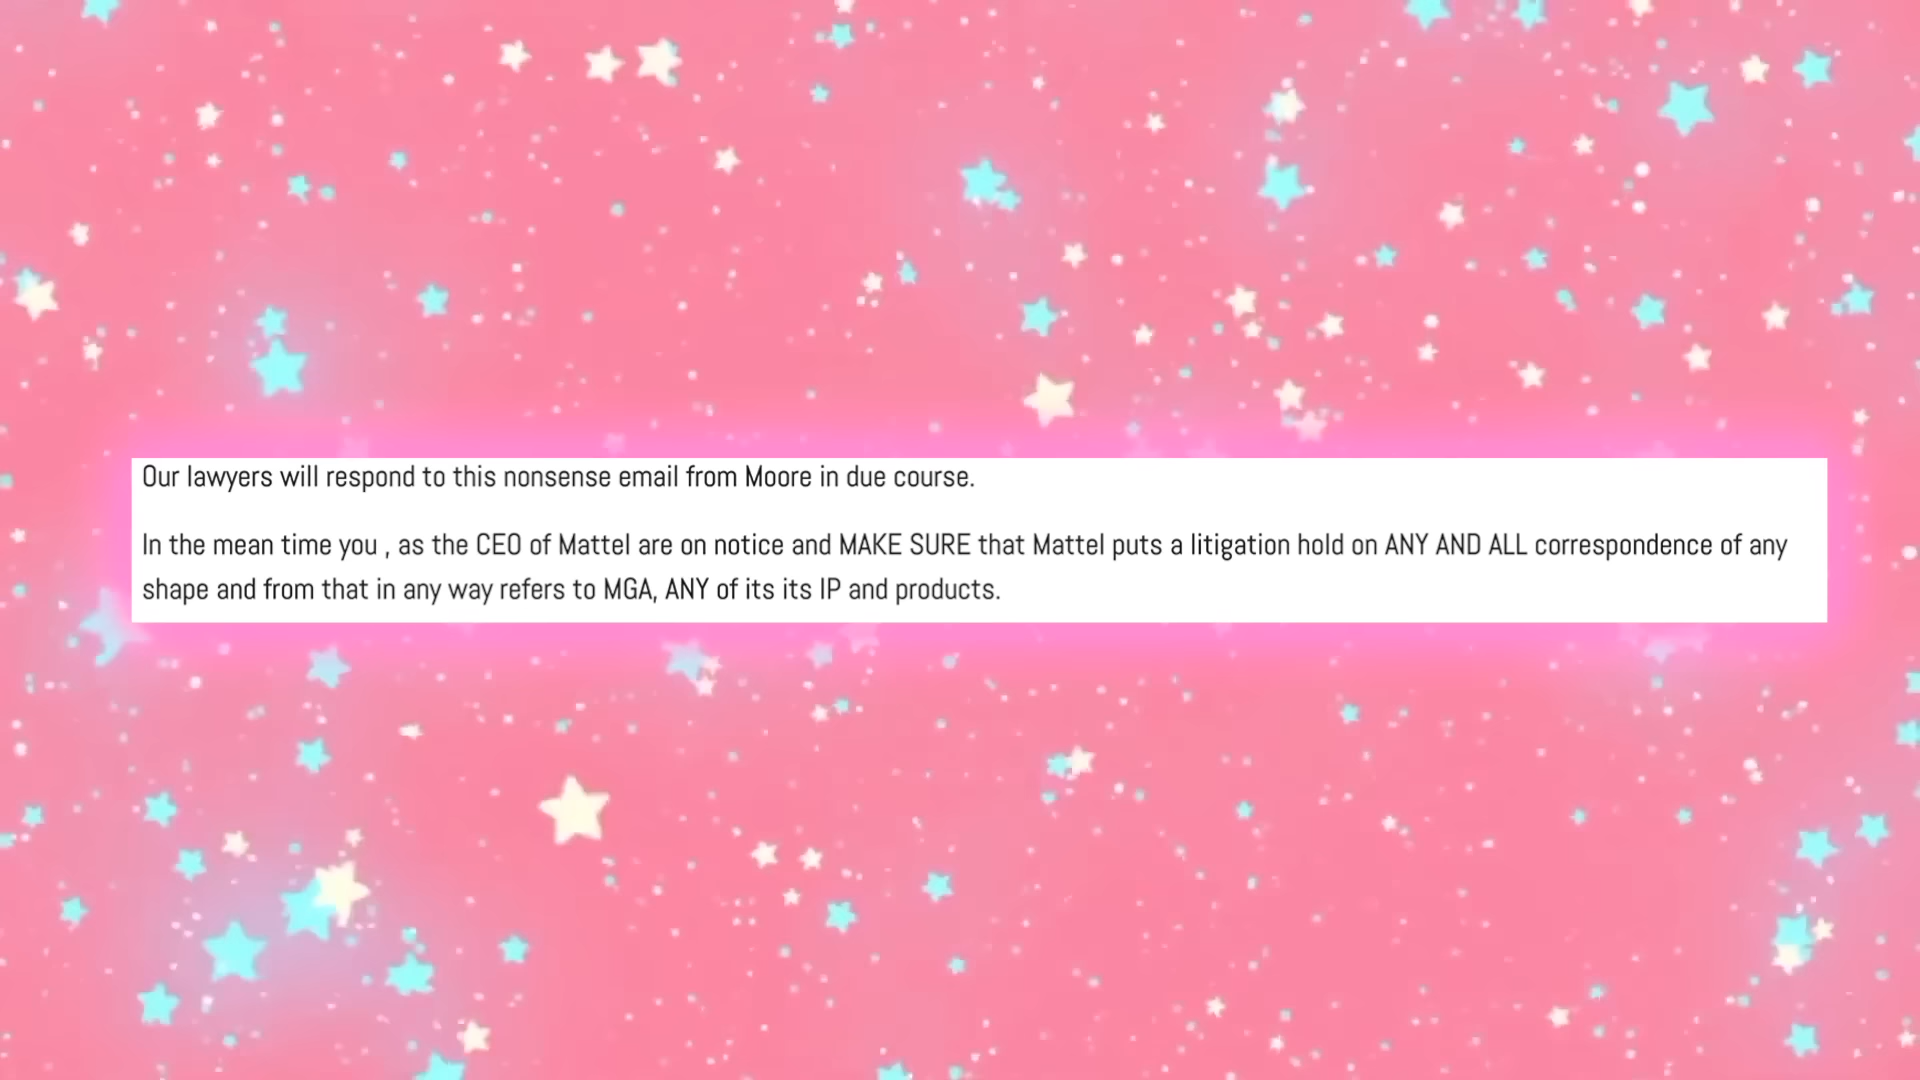 Our lawyers will respond to this nonsense email from Moore in due course.
In the mean time you , as the CEO of Mattel are on notice and MAKE SURE that Mattel puts a litigation hold on ANY AND ALL correspondence of any
shape and from that in any way refers to MGA, ANY of its its IP and products.